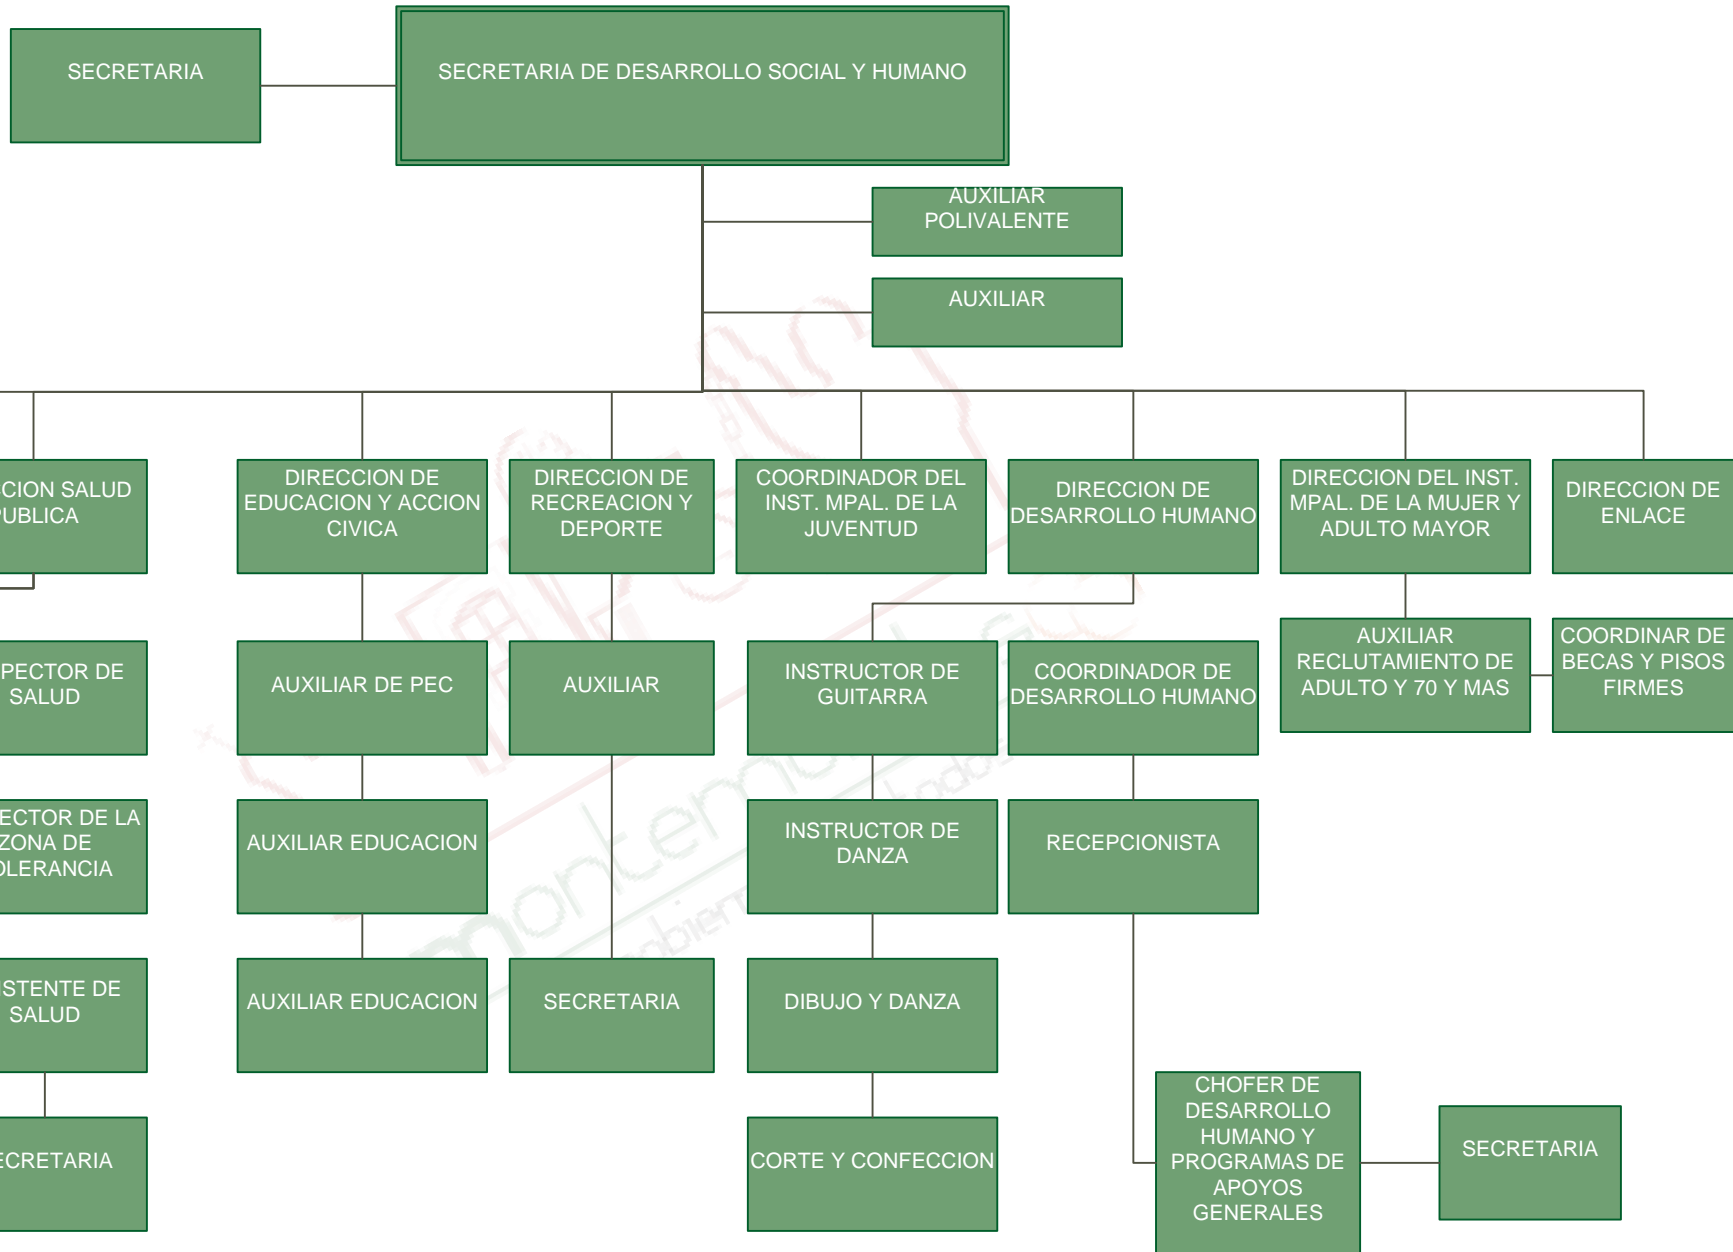 SECRETARIA
SECRETARIA DE DESARROLLO SOCIAL Y HUMANO
AUXILIAR
POLIVALENTE
AUXILIAR
CCION SALUD
PUBLICA
DIRECCION DE
EDUCACION Y ACCION
CIVICA
DIRECCION DE
RECREACION Y
DEPORTE
COORDINADOR DEL
INST. MPAL. DE LA
JUVENTUD
DIRECCION DE
DESARROLLO HUMANO
DIRECCION DEL INST.
MPAL. DE LA MUJER Y
ADULTO MAYOR
DIRECCION DE
ENLACE
PECTOR DE
SALUD
AUXILIAR DE PEC
AUXILIAR
INSTRUCTOR DE
GUITARRA
COORDINADOR DE
DESARROLLO HUMANO
AUXILIAR
RECLUTAMIENTO DE
ADULTO Y 70 Y MAS
COORDINAR DE
BECAS Y PISOS
FIRMES
ECTOR DE LA
ZONA DE
OLERANCIA
AUXILIAR EDUCACION
INSTRUCTOR DE
DANZA
RECEPCIONISTA
ISTENTE DE
SALUD
AUXILIAR EDUCACION
SECRETARIA
DIBUJO Y DANZA
ECRETARIA
CORTE Y CONFECCION
CHOFER DE
DESARROLLO
HUMANO Y
PROGRAMAS DE
APOYOS
GENERALES
SECRETARIA